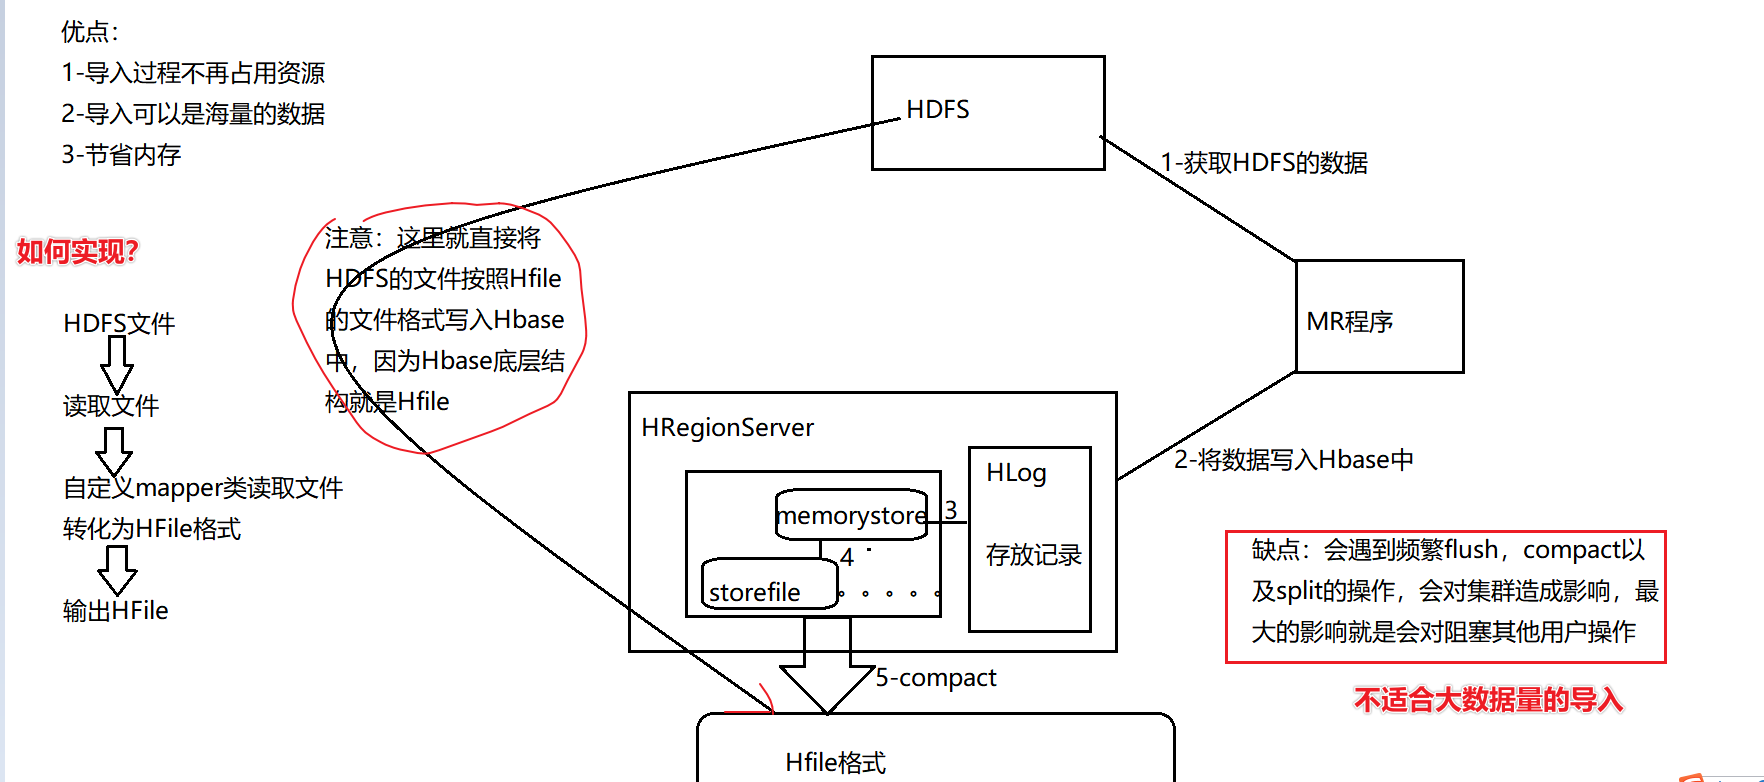 优点：
1-导入过程不再占用资源
2-导入可以是海量的数据
3-节省内存
如何实现?
HDFS文件
读取文件
自定义mapper类读取文件
转化为HFile格式
输出HFile
注意：这里就直接将
HDFS的文件按照Hfile
的文件格式写入Hbase
中，因为Hbase底层结
构就是Hfile
HDFS
1-获取HDFS的数据
MR程序
2-将数据写入Hbase中
HRegionServer
HLog
存放记录
memorystore
3
4
storefile
5-compact
Hfile格式
缺点：会遇到频繁flush，compact以
及split的操作，会对集群造成影响，最
大的影响就是会对阻塞其他用户操作
不适合大数据量的导入